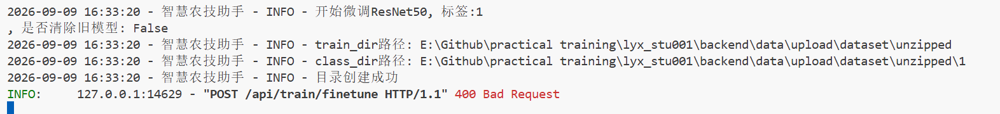 2026-09-09 16:33:20 - 智慧农技助手 - INFO - 开始微调ResNet50, 标签:1
, 是否清除旧模型: False
2026-09-09 16:33:20 - 智慧农技助手 - INFO - train_dir路径: E:\Github\practical training\lyx_stu001\backend\data\upload\dataset\unzipped
2026-09-09 16:33:20 - 智慧农技助手 - INFO - class_dir路径: E:\Github\practical training\lyx_stu001\backend\data\upload\dataset\unzipped\1
2026-09-09 16:33:20 - 智慧农技助手 - INFO - 目录创建成功
INFO:     127.0.0.1:14629 - "POST /api/train/finetune HTTP/1.1" 400 Bad Request